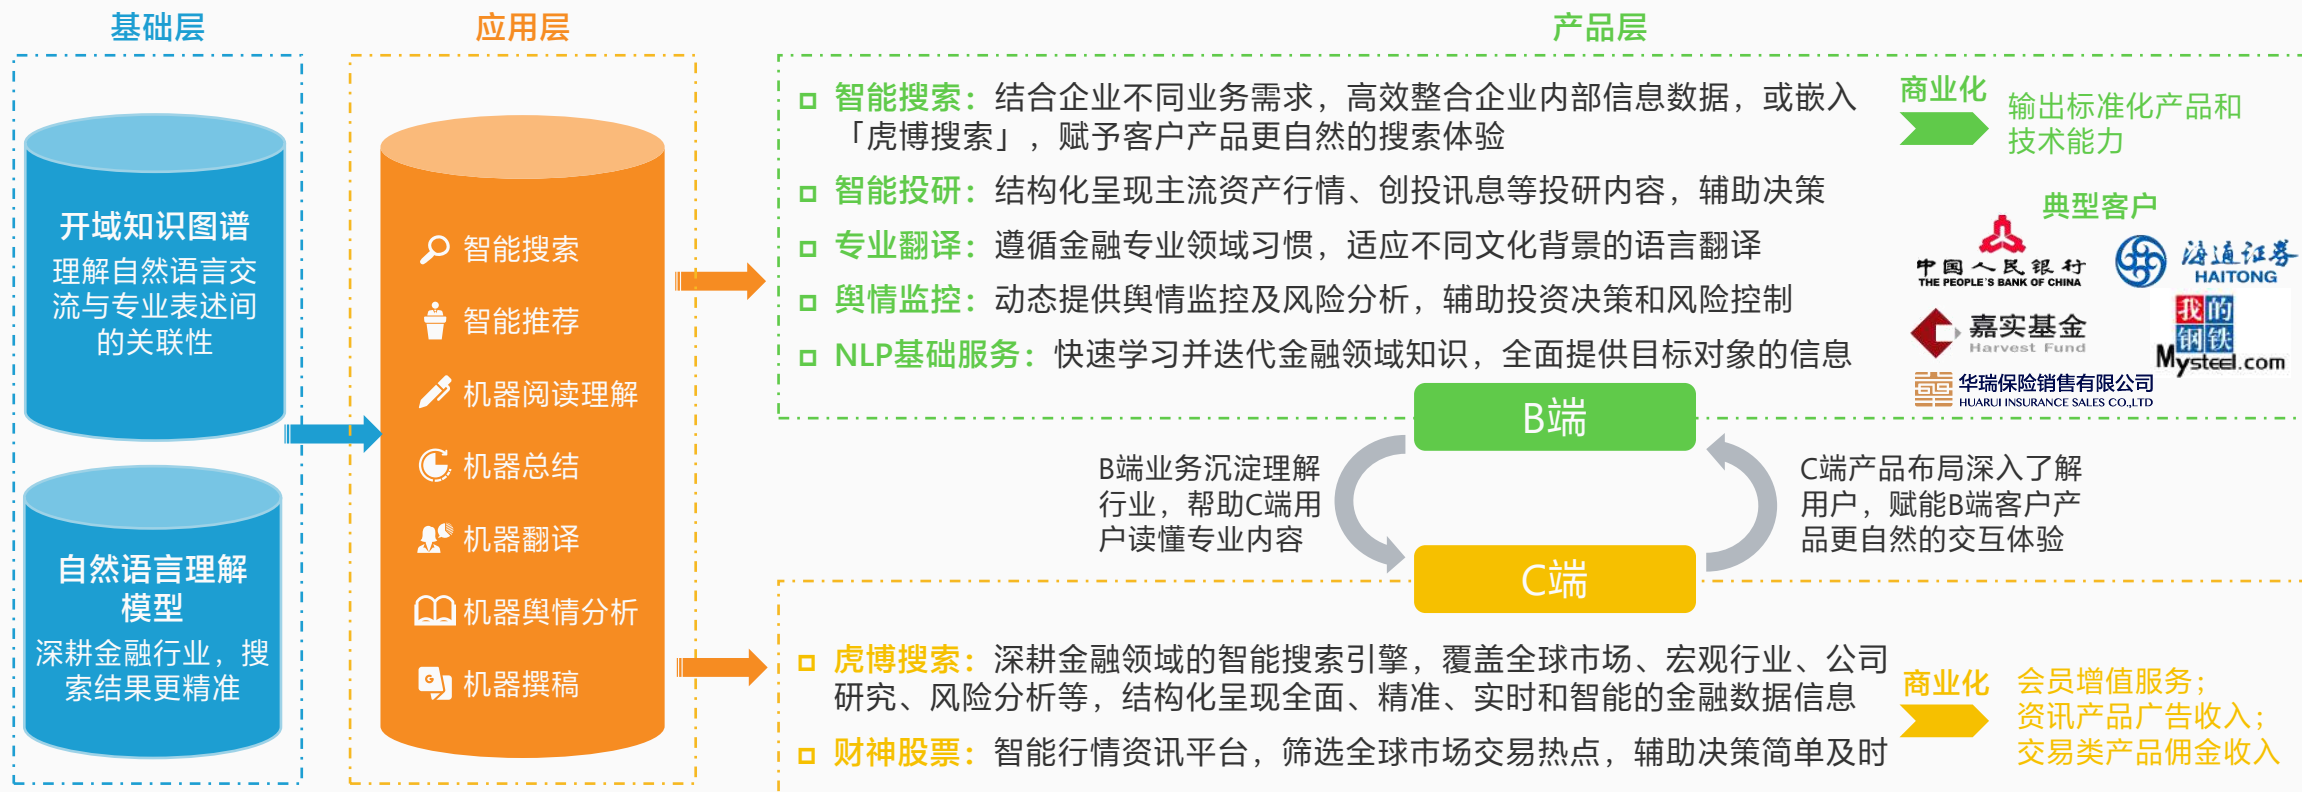 基础层
开域知识图谱
理解自然语言交
流与专业表述间
的关联性
自然语言理解
模型
深耕金融行业，搜
索结果更精准
应用层
智能搜索
智能推荐
机器阅读理解
机器总结
机器翻译
机器舆情分析
机器撰稿
产品层
智能搜索：结合企业不同业务需求，高效整合企业内部信息数据，或嵌入
「虎博搜索」，赋予客户产品更自然的搜索体验
智能投研：结构化呈现主流资产行情、创投讯息等投研内容，辅助决策
专业翻译：遵循金融专业领域习惯，适应不同文化背景的语言翻译
舆情监控：动态提供舆情监控及风险分析，辅助投资决策和风险控制
NLP基础服务：快速学习并迭代金融领域知识，全面提供目标对象的信息
商业化
输出标准化产品和
技术能力
典型客户
中国人民银行
THE PEOPLE'S BANK OF CHINA
海通证券
HAITONG
嘉实基金
Harvest Fund
我的
钢铁
Mysteel.com
华瑞保险销售有限公司
HUARUI INSURANCE SALES CO.,LTD
B端
B端业务沉淀理解
行业，帮助C端用
户读懂专业内容
C端产品布局深入了解
用户，赋能B端客户产
品更自然的交互体验
C端
虎博搜索：深耕金融领域的智能搜索引擎，覆盖全球市场、宏观行业、公司
研究、风险分析等，结构化呈现全面、精准、实时和智能的金融数据信息
财神股票：智能行情资讯平台，筛选全球市场交易热点，辅助决策简单及时
商业化
会员增值服务；
资讯产品广告收入；
交易类产品佣金收入